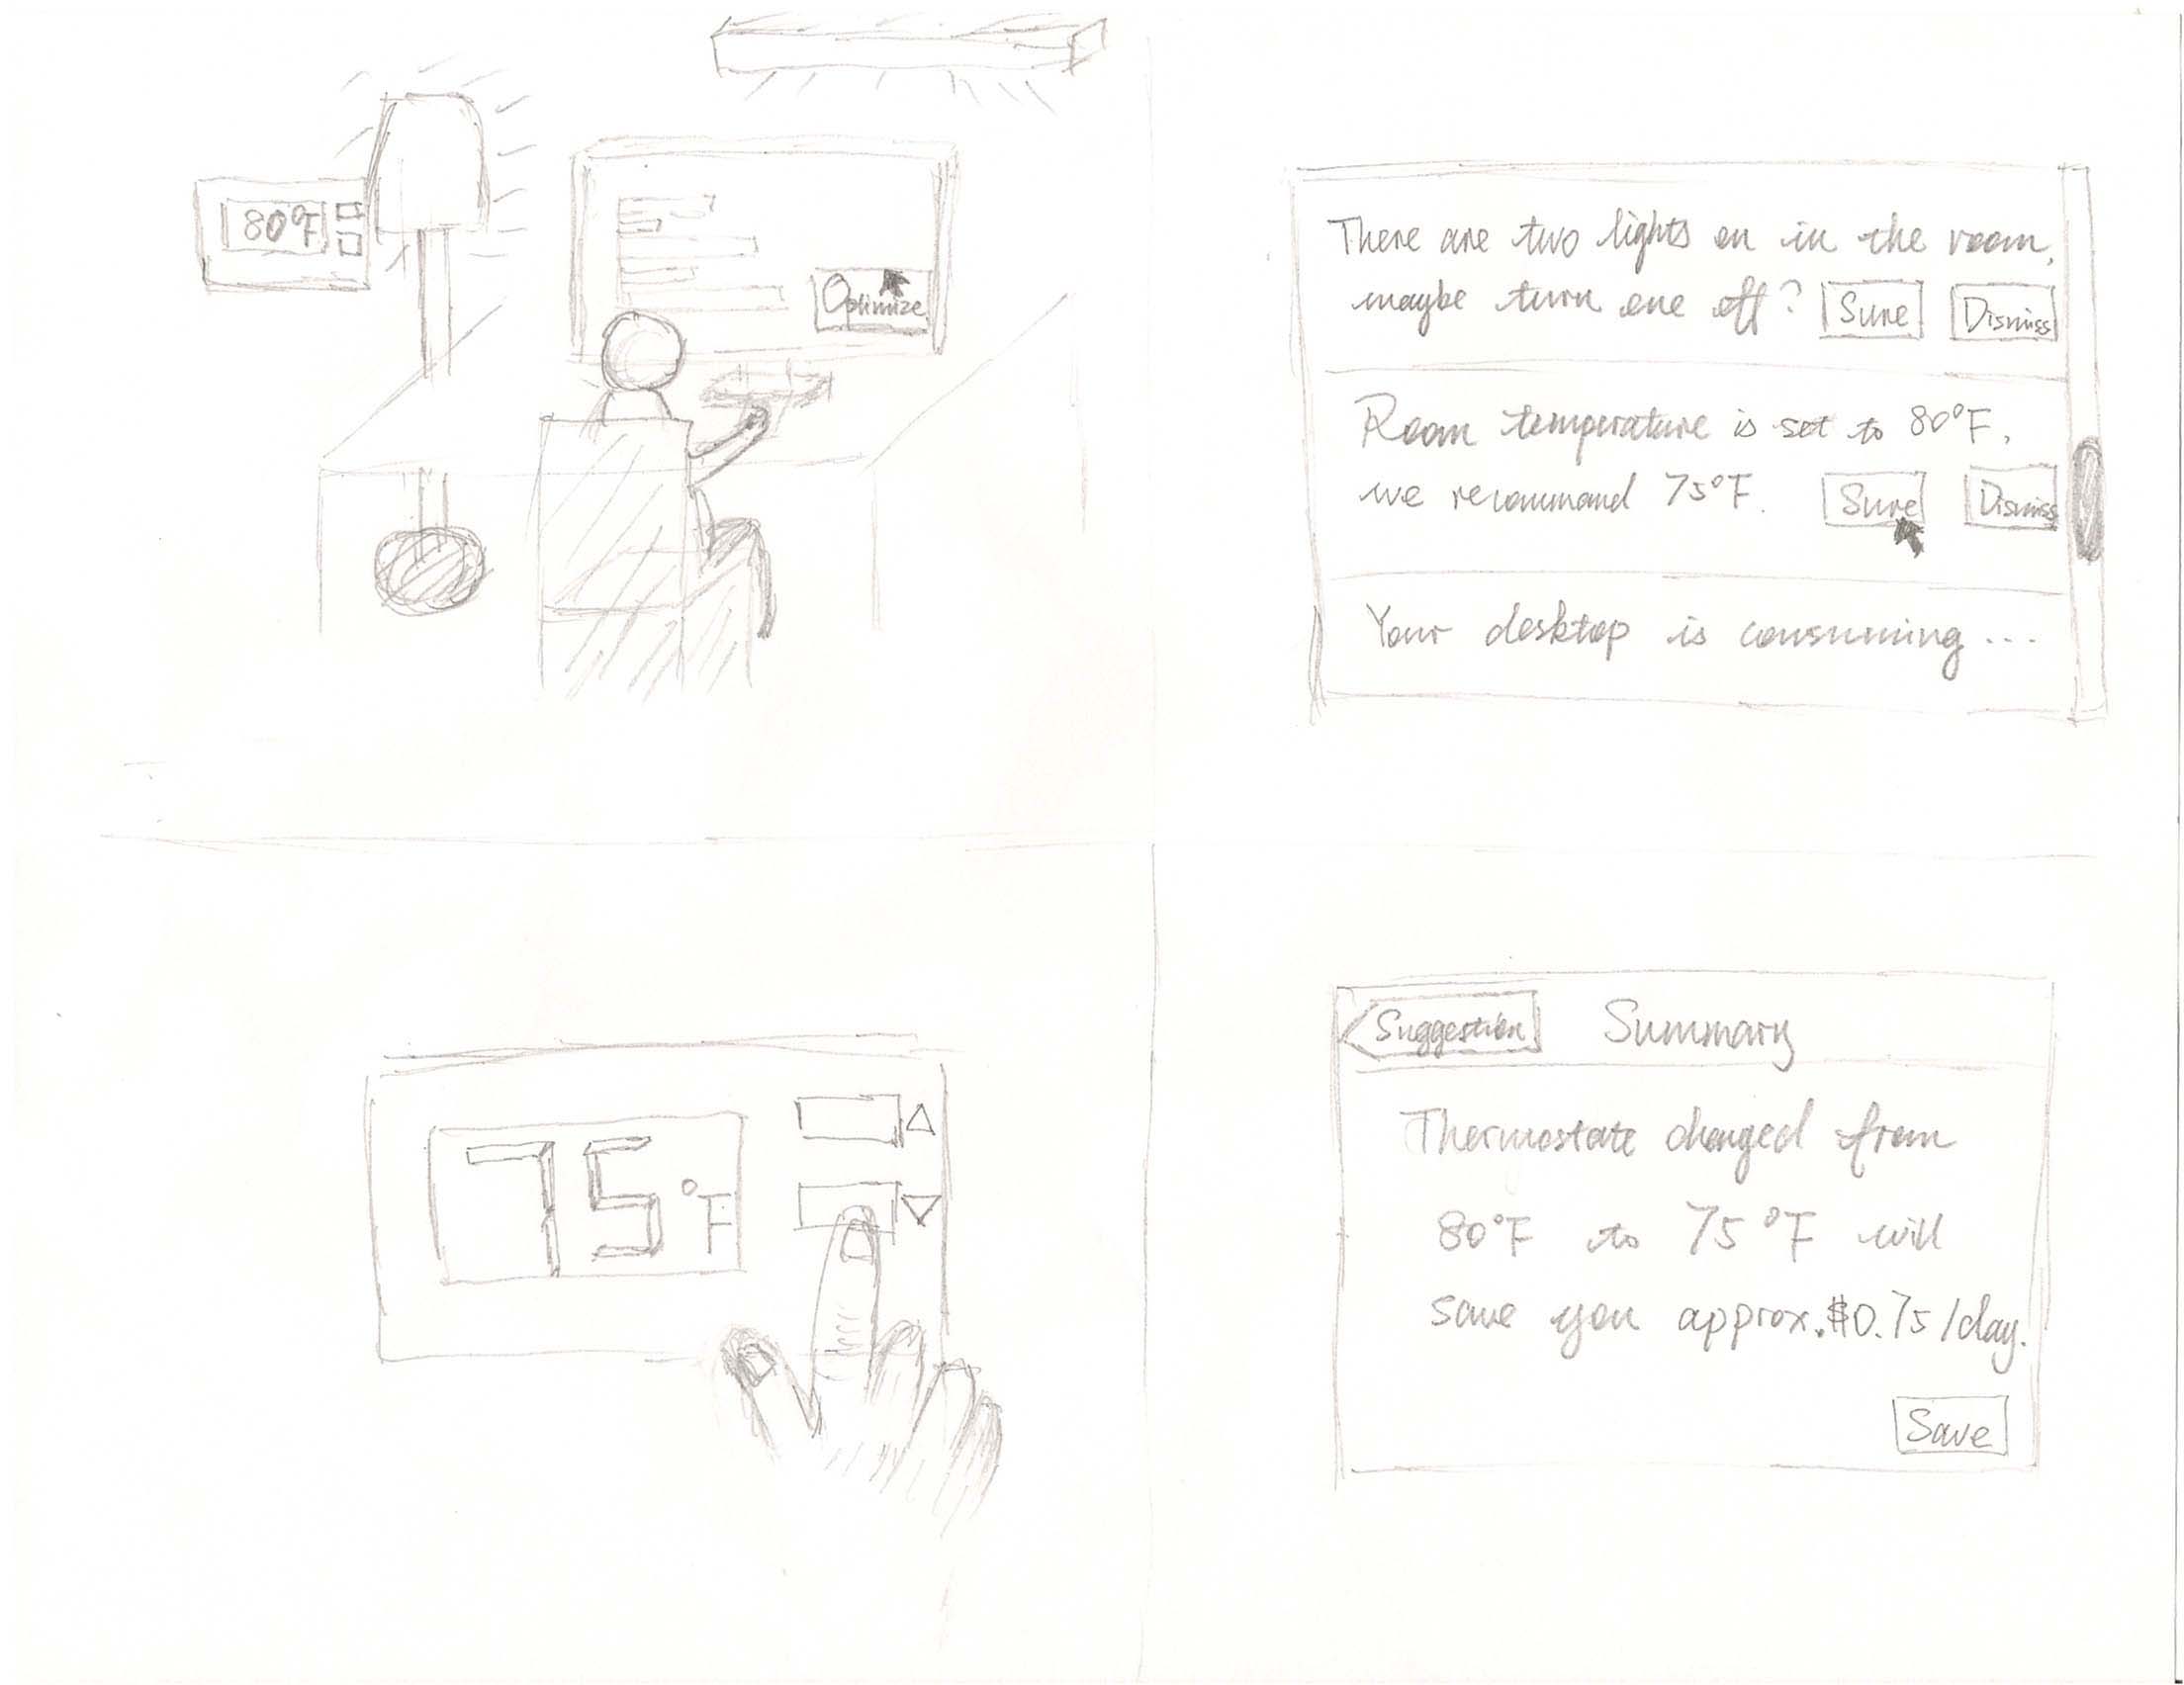 80°F
Optimize
There are two lights on in the room,
maybe turn one off? Sure Dismiss
Room temperature is set to 80°F,
we recommand 75°F. Sure Dismiss
Your desktop is consuming ...
75°F
Suggestion Summary
Thermostate changed from
80°F to 75°F will
save you approx. $0.75/day.
Save